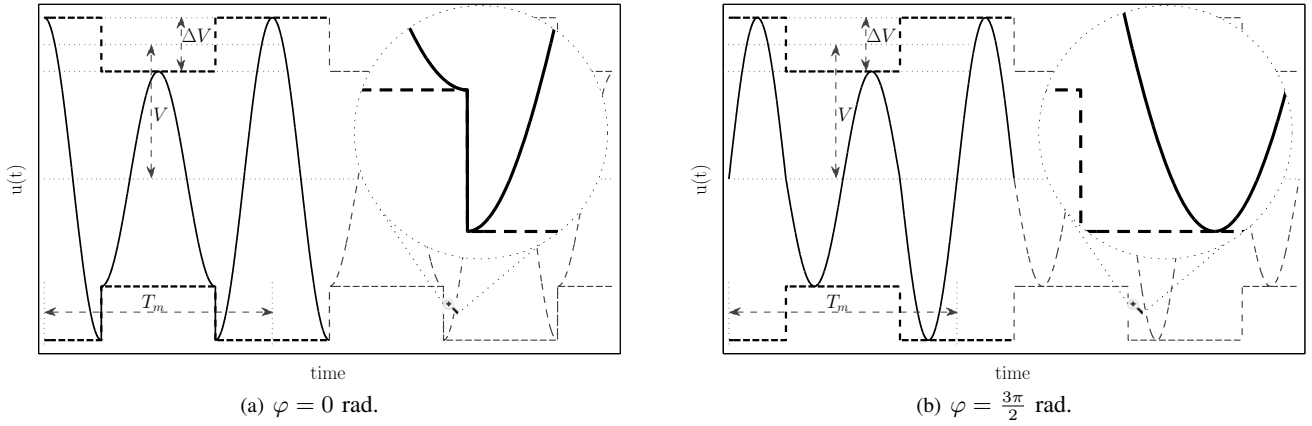 ΔV
V
T_m
u(t)
time
(a) φ = 0 rad.
ΔV
V
T_m
u(t)
time
(b) φ = 3π/2 rad.